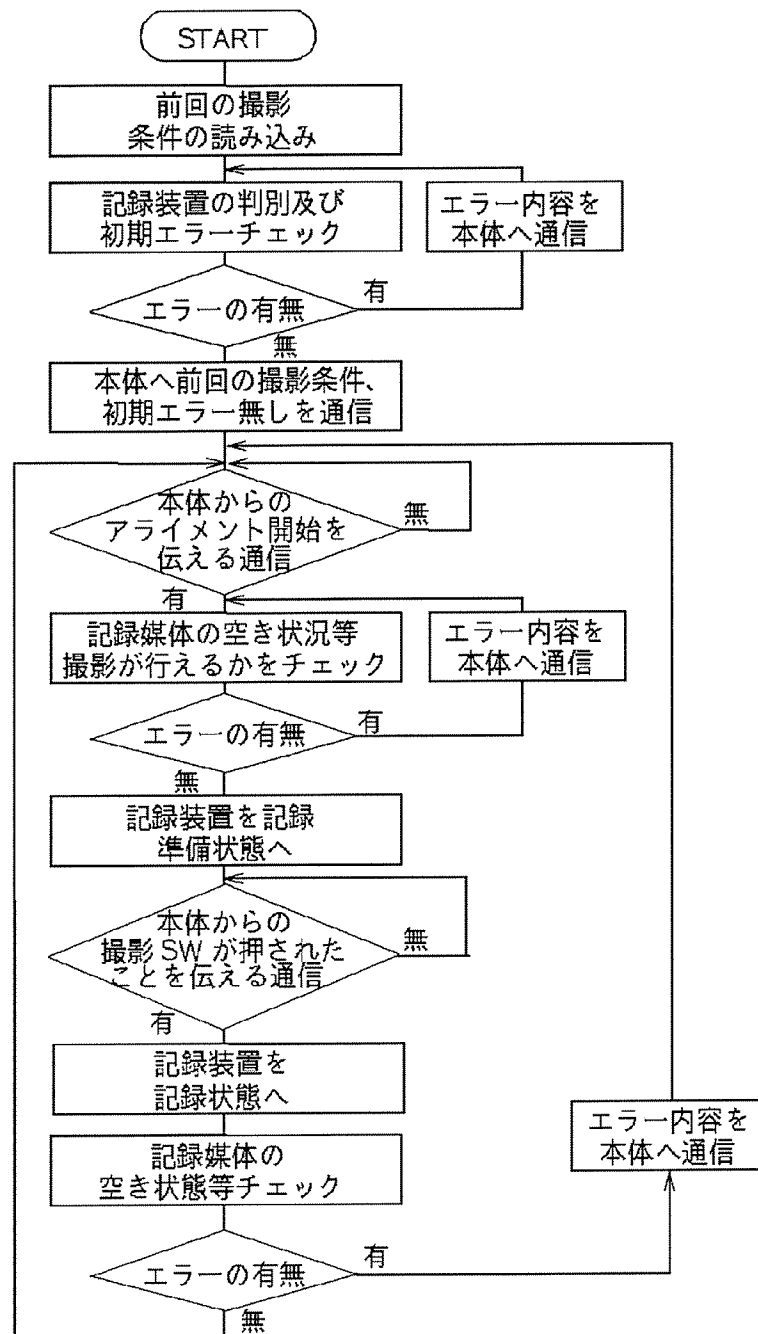 START
前回の撮影
条件の読み込み
記録装置の判別及び
初期エラーチェック
エラー内容を
本体へ通信
エラーの有無
有
無
本体へ前回の撮影条件、
初期エラー無しを通信
本体からの
アライメント開始を
伝える通信
無
有
記録媒体の空き状況等
撮影が行えるかをチェック
エラー内容を
本体へ通信
エラーの有無
有
無
記録装置を記録
準備状態へ
本体からの
撮影 SW が押された
ことを伝える通信
無
有
記録装置を
記録状態へ
記録媒体の
空き状態等チェック
エラー内容を
本体へ通信
エラーの有無
有
無